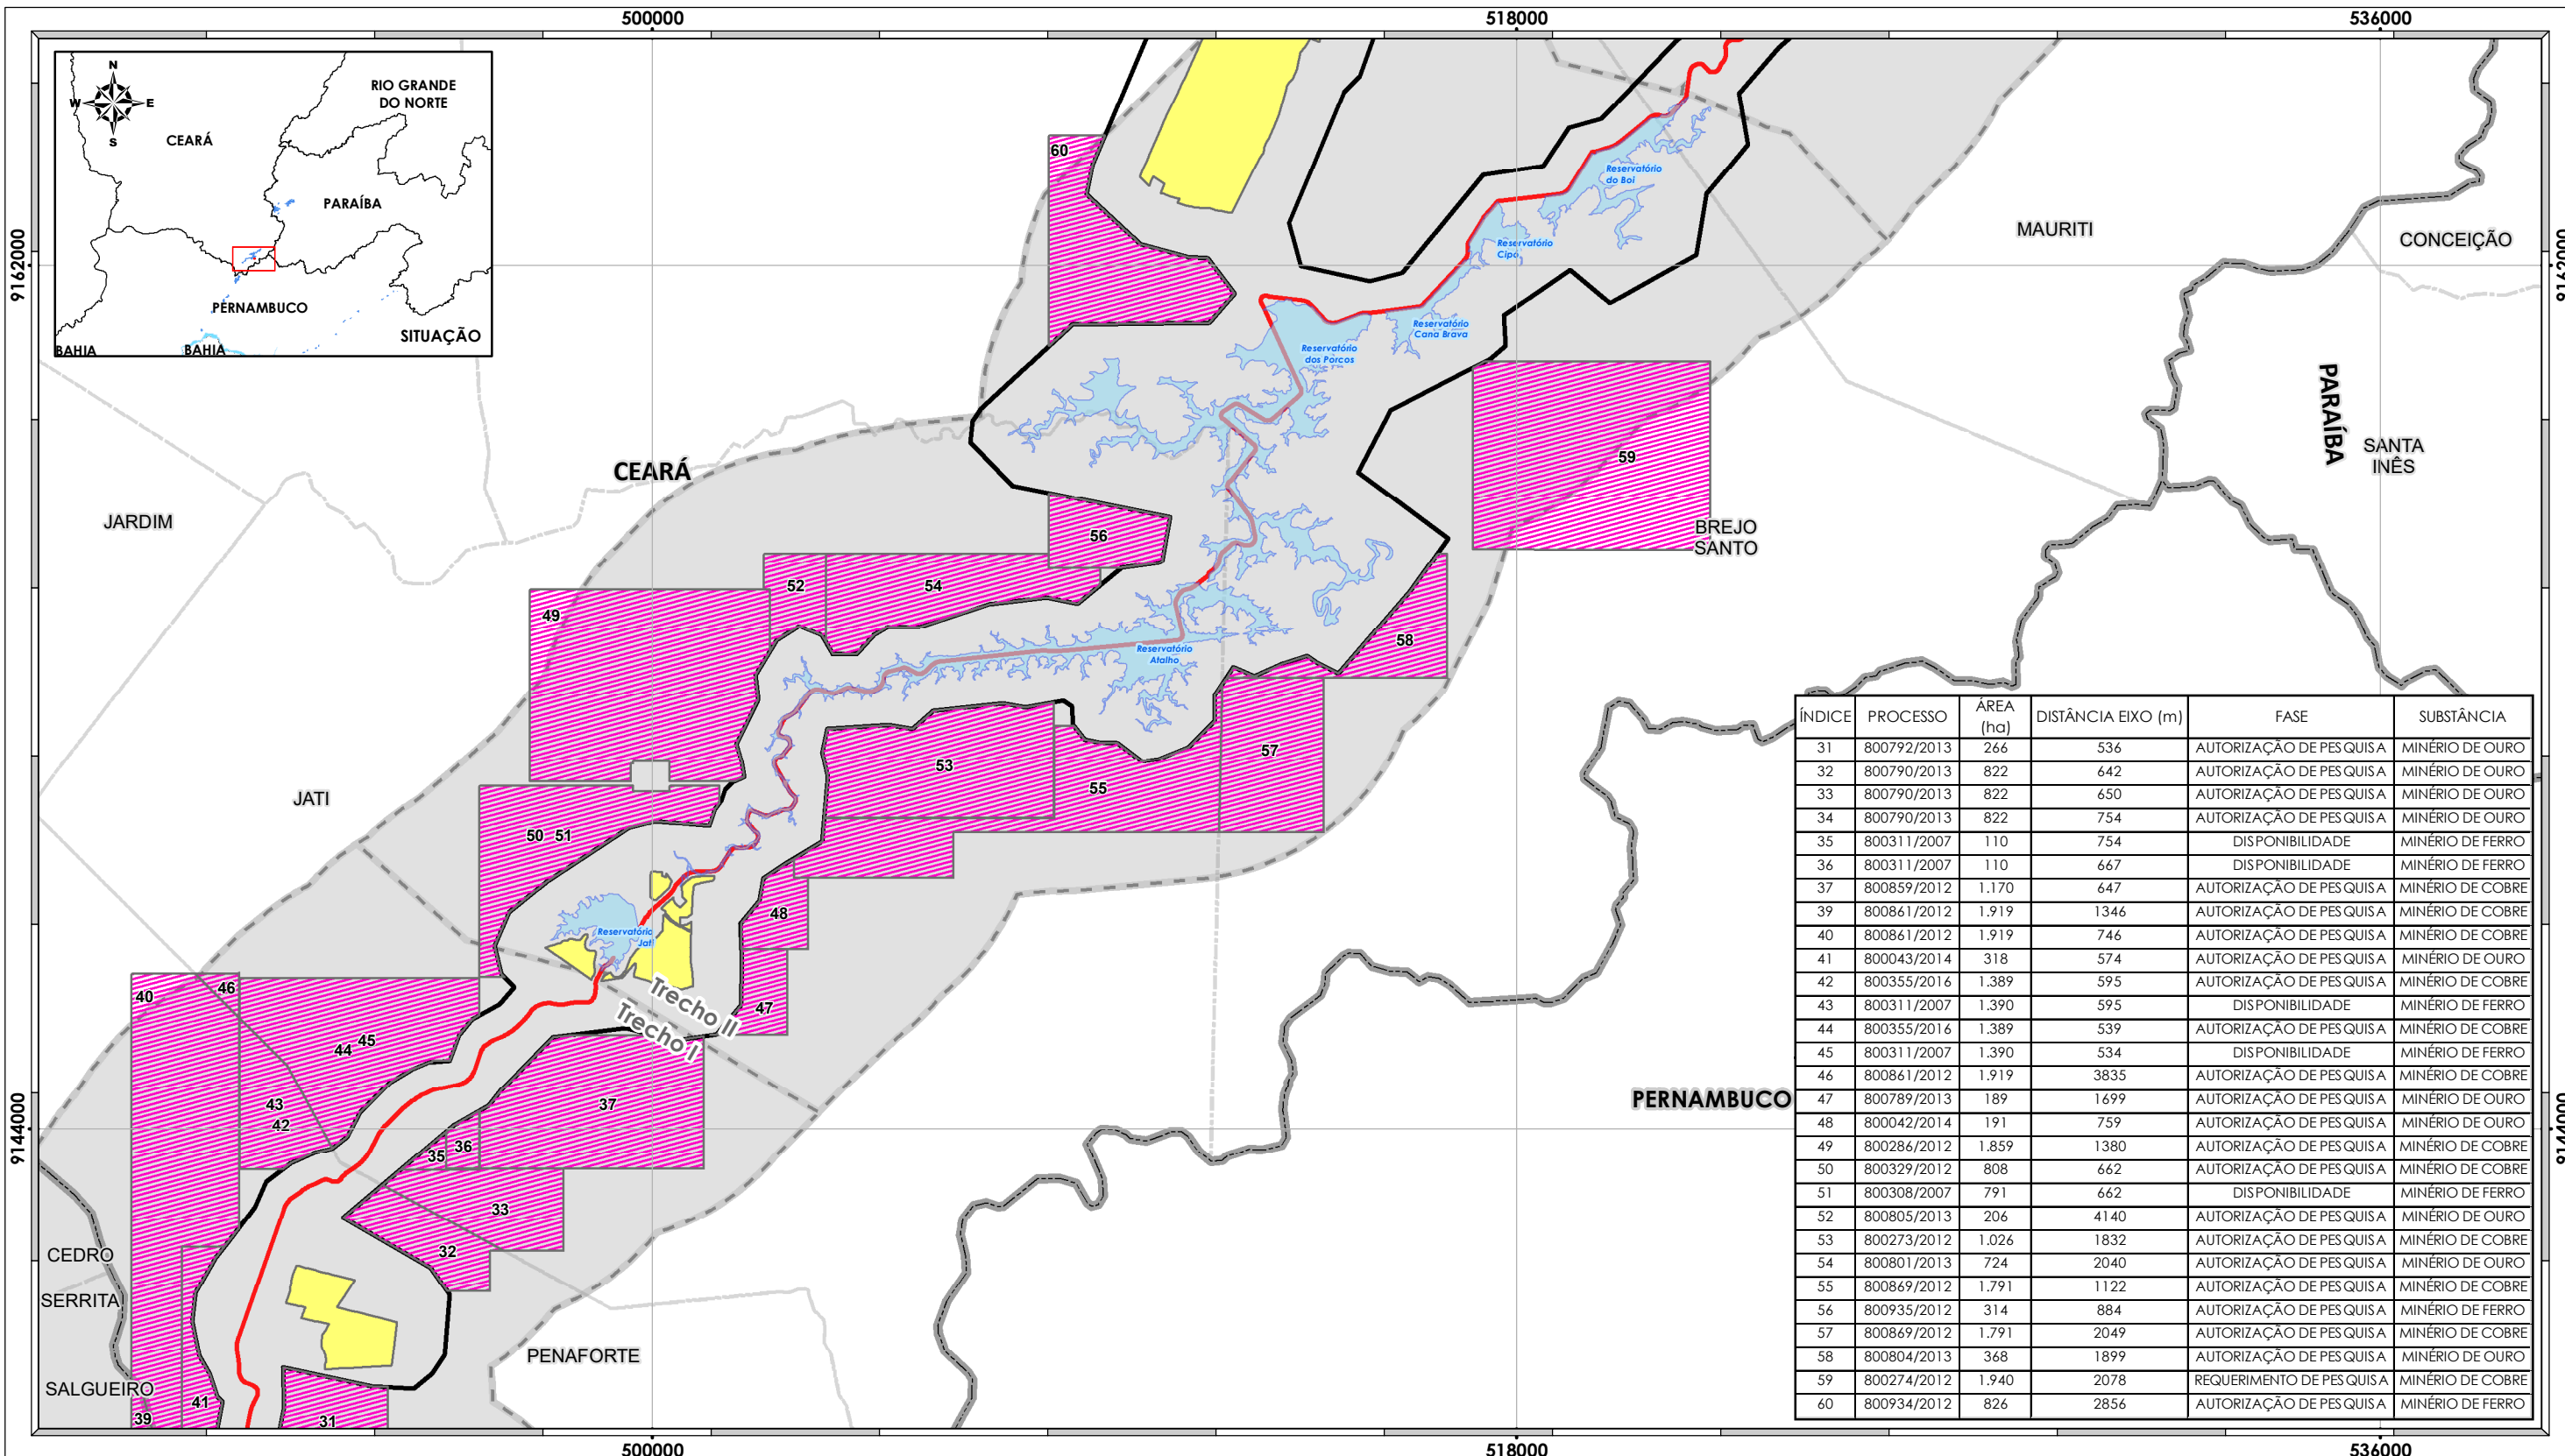 500000
518000
536000
N
W
E
S
RIO GRANDE
DO NORTE
CEARÁ
PARAÍBA
PERNAMBUCO
SITUAÇÃO
BAHIA
BAHIA
60
Reservatório
do Boi
MAURITI
CONCEIÇÃO
9162000
9162000
Reservatório
Cipó
Reservatório
Cana Brava
Reservatório
dos Porcos
PARAÍBA
SANTA
INÊS
CEARÁ
59
JARDIM
BREJO
SANTO
56
52
54
49
58
Reservatório
Atalho
57
53
55
JATI
50
51
48
Reservatório
Jati
Trecho II
Trecho I
47
46
40
45
44
43
42
37
36
35
33
32
9144000
9144000
PERNAMBUCO
CEDRO
SERRITA
SALGUEIRO
PENAFORTE
41
39
31
ÍNDICE PROCESSO ÁREA (ha) DISTÂNCIA EIXO (m) FASE SUBSTÂNCIA
31 800792/2013 266 536 AUTORIZAÇÃO DE PESQUISA MINÉRIO DE OURO
32 800790/2013 822 642 AUTORIZAÇÃO DE PESQUISA MINÉRIO DE OURO
33 800790/2013 822 650 AUTORIZAÇÃO DE PESQUISA MINÉRIO DE OURO
34 800790/2013 822 754 AUTORIZAÇÃO DE PESQUISA MINÉRIO DE OURO
35 800311/2007 110 754 DISPONIBILIDADE MINÉRIO DE FERRO
36 800311/2007 110 667 DISPONIBILIDADE MINÉRIO DE FERRO
37 800859/2012 1.170 647 AUTORIZAÇÃO DE PESQUISA MINÉRIO DE COBRE
39 800861/2012 1.919 1346 AUTORIZAÇÃO DE PESQUISA MINÉRIO DE COBRE
40 800861/2012 1.919 746 AUTORIZAÇÃO DE PESQUISA MINÉRIO DE COBRE
41 800043/2014 318 574 AUTORIZAÇÃO DE PESQUISA MINÉRIO DE OURO
42 800355/2016 1.389 595 AUTORIZAÇÃO DE PESQUISA MINÉRIO DE COBRE
43 800311/2007 1.390 595 DISPONIBILIDADE MINÉRIO DE FERRO
44 800355/2016 1.389 539 AUTORIZAÇÃO DE PESQUISA MINÉRIO DE COBRE
45 800311/2007 1.390 534 DISPONIBILIDADE MINÉRIO DE FERRO
46 800861/2012 1.919 3835 AUTORIZAÇÃO DE PESQUISA MINÉRIO DE COBRE
47 800789/2013 189 1699 AUTORIZAÇÃO DE PESQUISA MINÉRIO DE OURO
48 800042/2014 191 759 AUTORIZAÇÃO DE PESQUISA MINÉRIO DE OURO
49 800286/2012 1.859 1380 AUTORIZAÇÃO DE PESQUISA MINÉRIO DE COBRE
50 800329/2012 808 662 AUTORIZAÇÃO DE PESQUISA MINÉRIO DE COBRE
51 800308/2007 791 662 DISPONIBILIDADE MINÉRIO DE FERRO
52 800805/2013 206 4140 AUTORIZAÇÃO DE PESQUISA MINÉRIO DE OURO
53 800273/2012 1.026 1832 AUTORIZAÇÃO DE PESQUISA MINÉRIO DE COBRE
54 800801/2013 724 2040 AUTORIZAÇÃO DE PESQUISA MINÉRIO DE OURO
55 800869/2012 1.791 1122 AUTORIZAÇÃO DE PESQUISA MINÉRIO DE COBRE
56 800935/2012 314 884 AUTORIZAÇÃO DE PESQUISA MINÉRIO DE FERRO
57 800869/2012 1.791 2049 AUTORIZAÇÃO DE PESQUISA MINÉRIO DE COBRE
58 800804/2013 368 1899 AUTORIZAÇÃO DE PESQUISA MINÉRIO DE OURO
59 800274/2012 1.940 2078 REQUERIMENTO DE PESQUISA MINÉRIO DE COBRE
60 800934/2012 826 2856 AUTORIZAÇÃO DE PESQUISA MINÉRIO DE FERRO
500000
518000
536000